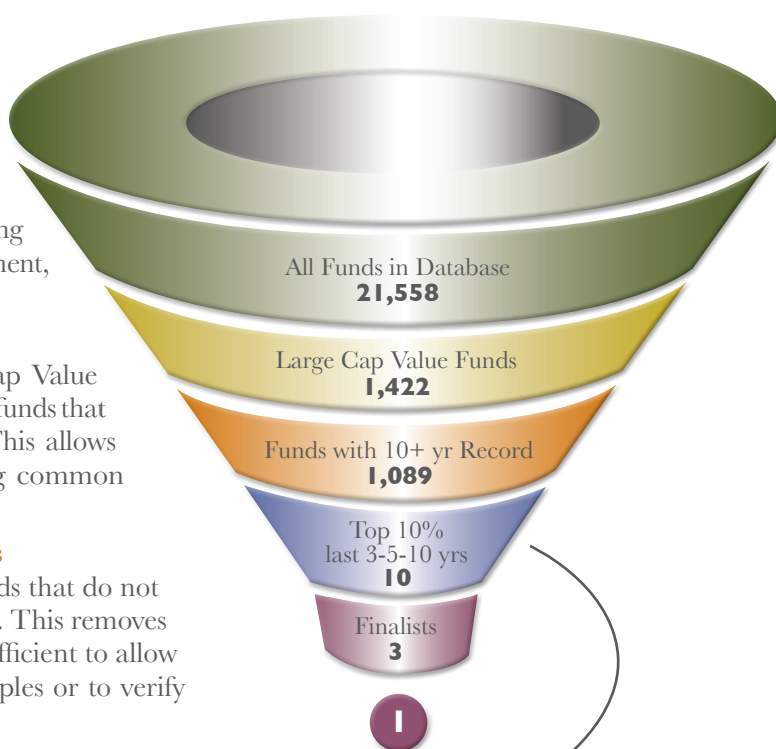 ment,
All Funds in Database
21,558
Large Cap Value Funds
1,422
Value
funds that
This allows
common
Funds with 10+ yr Record
1,089
Top 10%
last 3-5-10 yrs
10
ds that do not
. This removes
fficient to allow
ples or to verify
Finalists
3
1